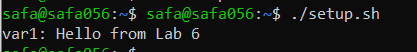 safa@safa056:~$ safa@safa056:~$ ./setup.sh
var1: Hello from Lab 6